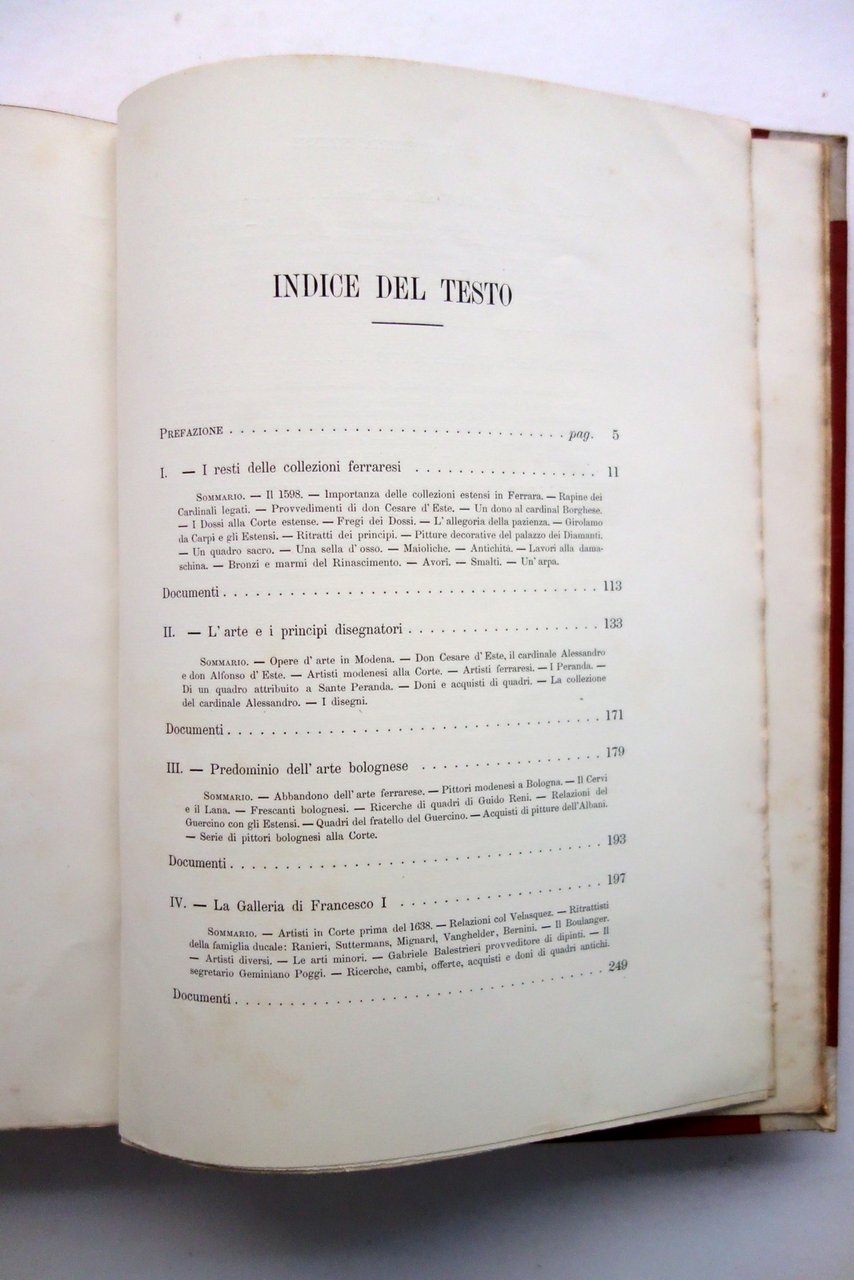 INDICE DEL TESTO
PREFAZIONE . . . . . . . . . . . . . . . . . . . . . . . . . . . . . . . pag. 5
I. — I resti delle collezioni ferraresi . . . . . . . . . . . . . . . . . . 11
SOMMARIO. — Il 1598. — Importanza delle collezioni estensi in Ferrara. — Rapine dei
Cardinali legati. — Provvedimenti di don Cesare d'Este. — Un dono al cardinal Borghese.
— I Dossi alla Corte estense. — Fregi dei Dossi. — L'allegoria della pazienza. — Girolamo
da Carpi e gli Estensi. — Ritratti dei principi. — Pitture decorative del palazzo dei Diamanti.
— Un quadro sacro. — Una sella d'osso. — Maioliche. — Antichità. — Lavori alla dama-
schina. — Bronzi e marmi del Rinascimento. — Avori. — Smalti. — Un'arpa.
Documenti . . . . . . . . . . . . . . . . . . . . . . . . . . . . . . . . . . 113
II. — L'arte e i principi disegnatori . . . . . . . . . . . . . . . . . . . 133
SOMMARIO. — Opere d'arte in Modena. — Don Cesare d'Este, il cardinale Alessandro
e don Alfonso d'Este. — Artisti modenesi alla Corte. — Artisti ferraresi. — I Peranda. —
Di un quadro attribuito a Sante Peranda. — Doni e acquisti di quadri. — La collezione
del cardinale Alessandro. — I disegni.
Documenti . . . . . . . . . . . . . . . . . . . . . . . . . . . . . . . . . . 171
III. — Predominio dell'arte bolognese . . . . . . . . . . . . . . . . . . 179
SOMMARIO. — Abbandono dell'arte ferrarese. — Pittori modenesi a Bologna. — Il Cervi
e il Lana. — Frescanti bolognesi. — Ricerche di quadri di Guido Reni. — Relazioni del
Guercino con gli Estensi. — Quadri del fratello del Guercino. — Acquisti di pitture dell'Albani.
— Serie di pittori bolognesi alla Corte.
Documenti . . . . . . . . . . . . . . . . . . . . . . . . . . . . . . . . . . 193
IV. — La Galleria di Francesco I . . . . . . . . . . . . . . . . . . . . 197
SOMMARIO. — Artisti in Corte prima del 1638. — Relazioni col Velasquez. — Ritrattisti
della famiglia ducale: Ranieri, Suttermans, Mignard, Vanghelder, Bernini. — Il Boulanger.
— Artisti diversi. — Le arti minori. — Gabriele Balestrieri provveditore di dipinti. — Il
segretario Geminiano Poggi. — Ricerche, cambi, offerte, acquisti e doni di quadri antichi.
Documenti . . . . . . . . . . . . . . . . . . . . . . . . . . . . . . . . . . 249